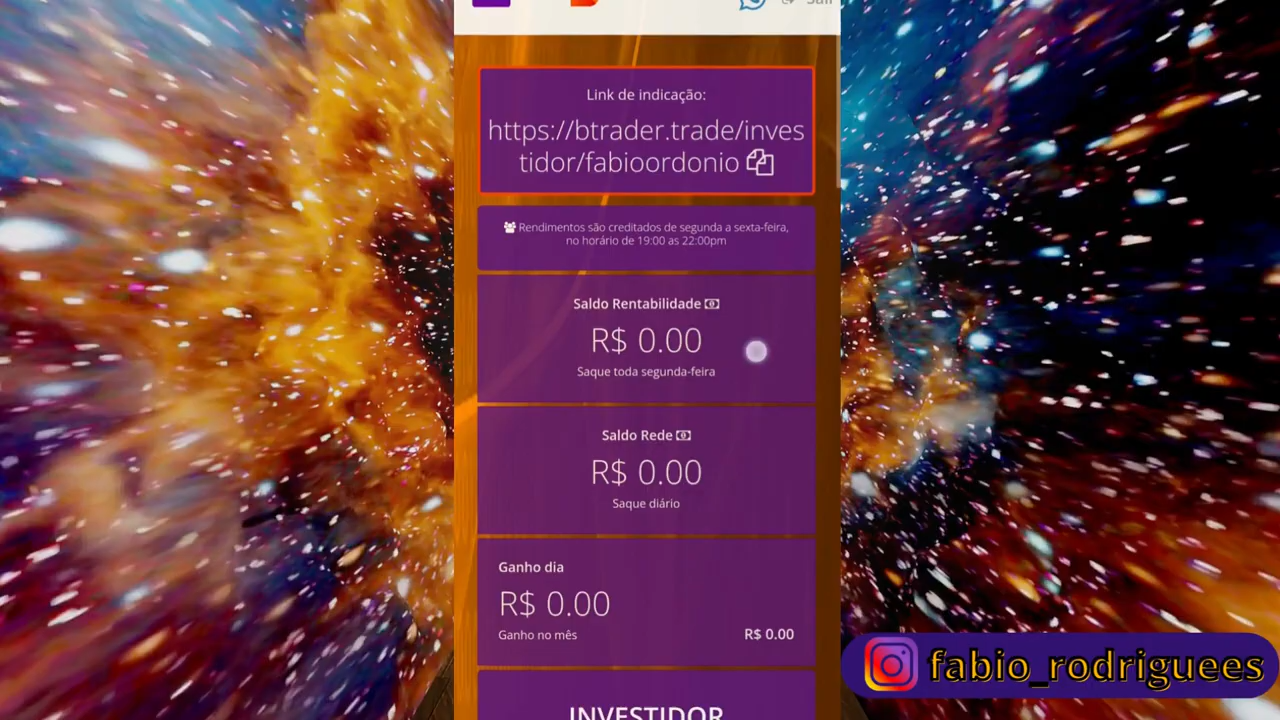 Link de indicação:
https://btrader.trade/inves
tidor/fabioordonio
Rendimentos são creditados de segunda a sexta-feira,
no horário de 19:00 as 22:00pm
Saldo Rentabilidade
R$ 0.00
Saque toda segunda-feira
Saldo Rede
R$ 0.00
Saque diário
Ganho dia
R$ 0.00
Ganho no mês R$ 0.00
INVESTIDOR
fabio_rodriguees